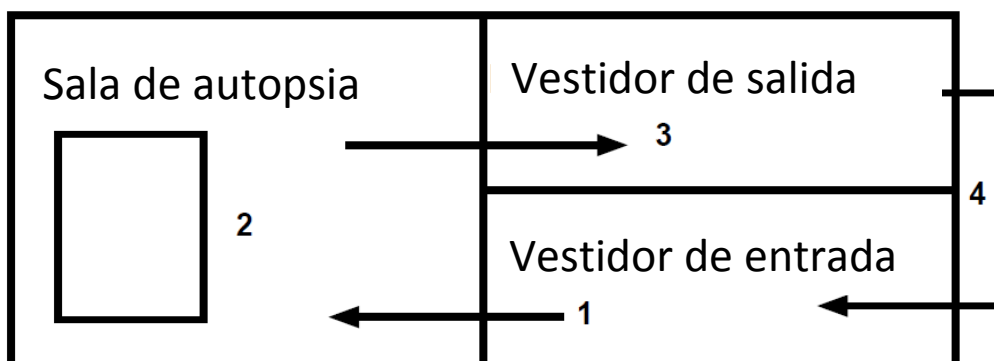 Sala de autopsia
Vestidor de salida
3
4
2
Vestidor de entrada
1